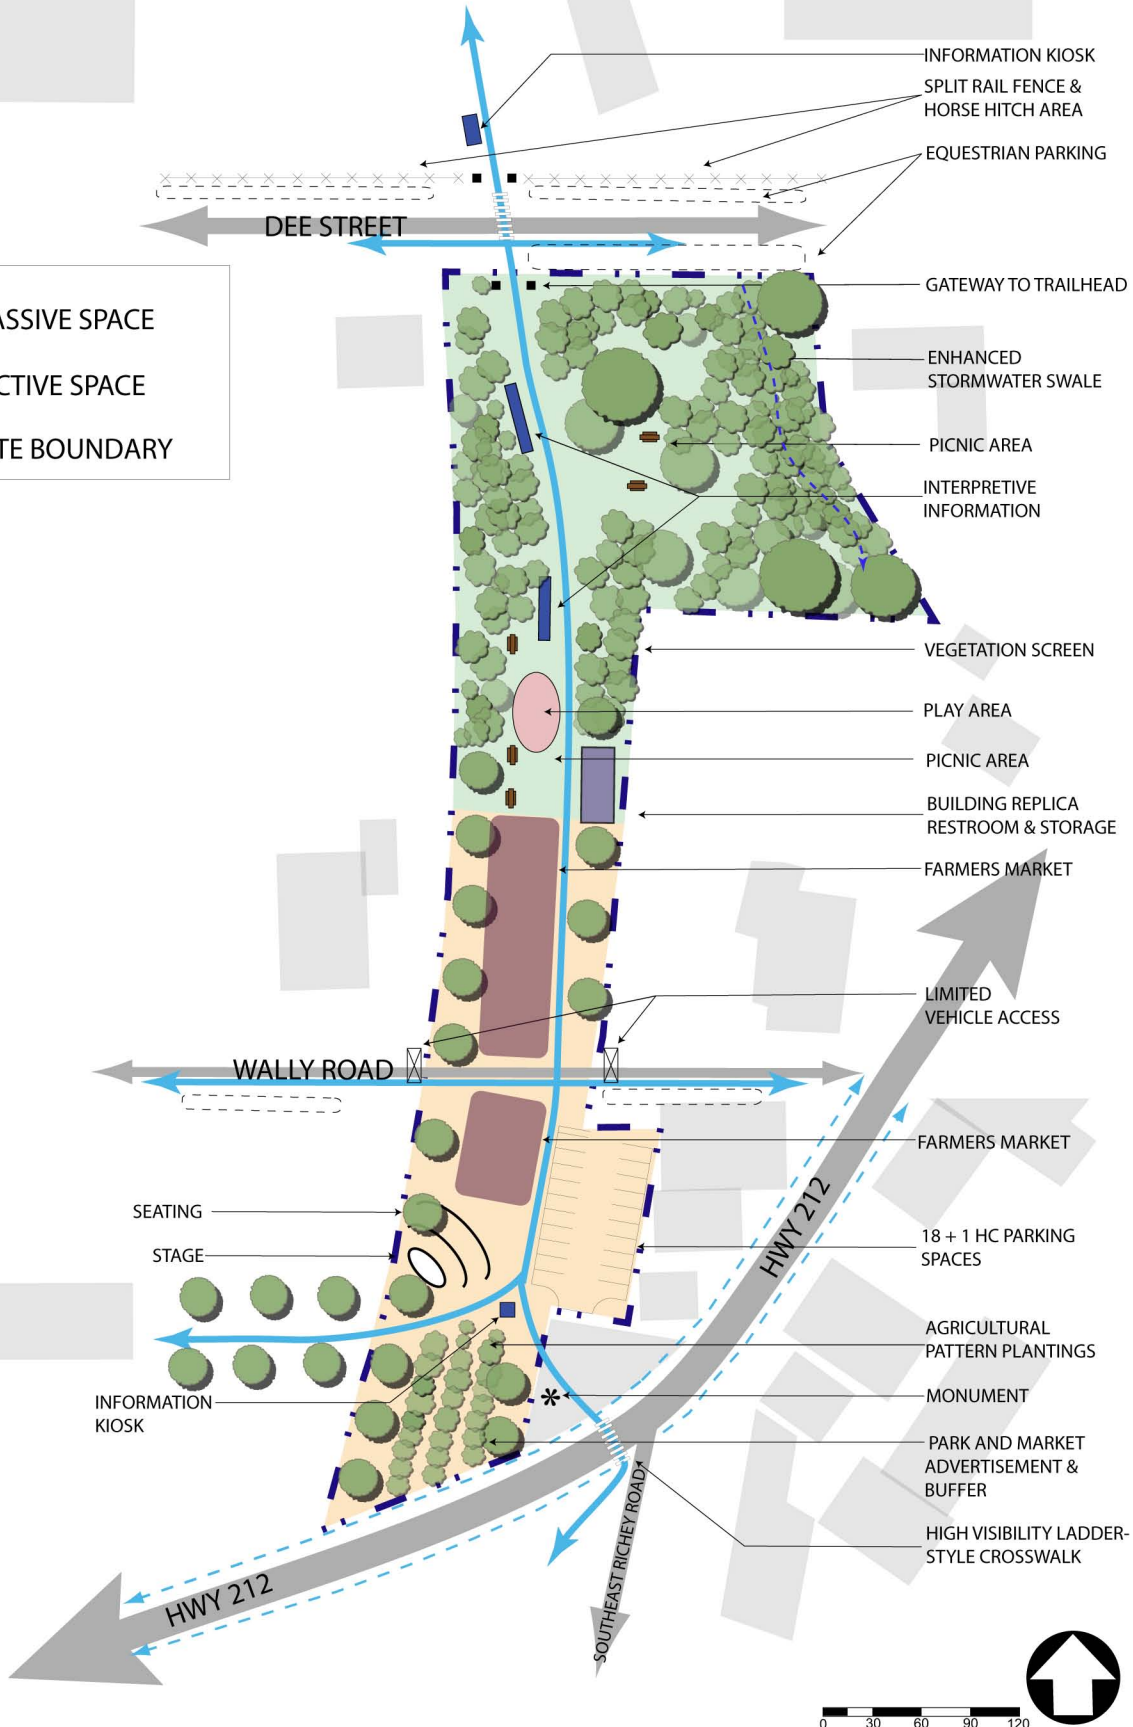 INFORMATION KIOSK
SPLIT RAIL FENCE &
HORSE HITCH AREA
EQUESTRIAN PARKING
DEE STREET
GATEWAY TO TRAILHEAD
ASSIVE SPACE
CTIVE SPACE
TE BOUNDARY
ENHANCED
STORMWATER SWALE
PICNIC AREA
INTERPRETIVE
INFORMATION
VEGETATION SCREEN
PLAY AREA
PICNIC AREA
BUILDING REPLICA
RESTROOM & STORAGE
FARMERS MARKET
LIMITED
VEHICLE ACCESS
WALLY ROAD
FARMERS MARKET
SEATING
STAGE
HWY 212
18 + 1 HC PARKING
SPACES
AGRICULTURAL
PATTERN PLANTINGS
INFORMATION
KIOSK
*
MONUMENT
PARK AND MARKET
ADVERTISEMENT &
BUFFER
HIGH VISIBILITY LADDER-
STYLE CROSSWALK
HWY 212
SOUTHEAST RICHEY ROAD
0 30 60 90 120